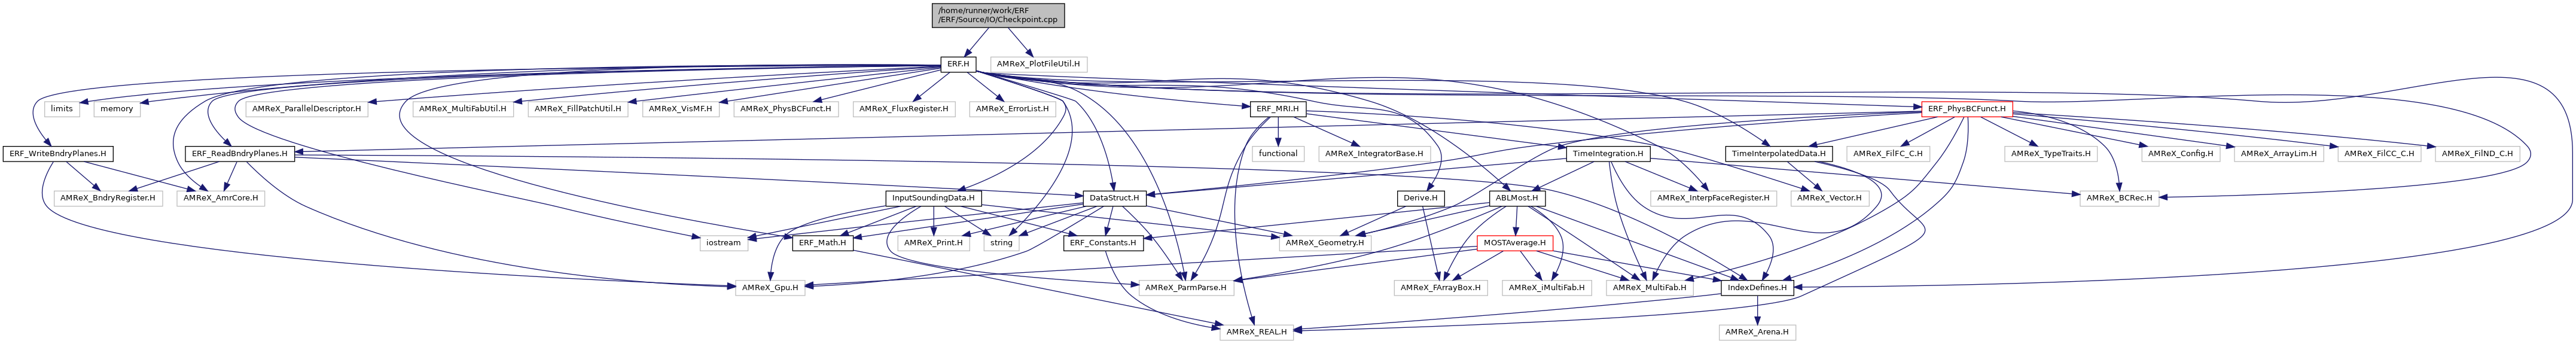 /home/runner/work/ERF
/ERF/Source/IO/Checkpoint.cpp
ERF.H
AMReX_PlotFileUtil.H
limits
memory
AMReX_ParallelDescriptor.H
AMReX_MultiFabUtil.H
AMReX_FillPatchUtil.H
AMReX_VisMF.H
AMReX_PhysBCFunct.H
AMReX_FluxRegister.H
AMReX_ErrorList.H
ERF_MRI.H
ERF_PhysBCFunct.H
ERF_WriteBndryPlanes.H
ERF_ReadBndryPlanes.H
functional
AMReX_IntegratorBase.H
TimeIntegration.H
TimeInterpolatedData.H
AMReX_FilFC_C.H
AMReX_TypeTraits.H
AMReX_Config.H
AMReX_ArrayLim.H
AMReX_FilCC_C.H
AMReX_FilND_C.H
AMReX_BndryRegister.H
AMReX_AmrCore.H
InputSoundingData.H
DataStruct.H
Derive.H
ABLMost.H
AMReX_InterpFaceRegister.H
AMReX_Vector.H
AMReX_BCRec.H
iostream
ERF_Math.H
AMReX_Print.H
string
ERF_Constants.H
AMReX_Geometry.H
MOSTAverage.H
AMReX_Gpu.H
AMReX_ParmParse.H
AMReX_FArrayBox.H
AMReX_iMultiFab.H
AMReX_MultiFab.H
IndexDefines.H
AMReX_REAL.H
AMReX_Arena.H